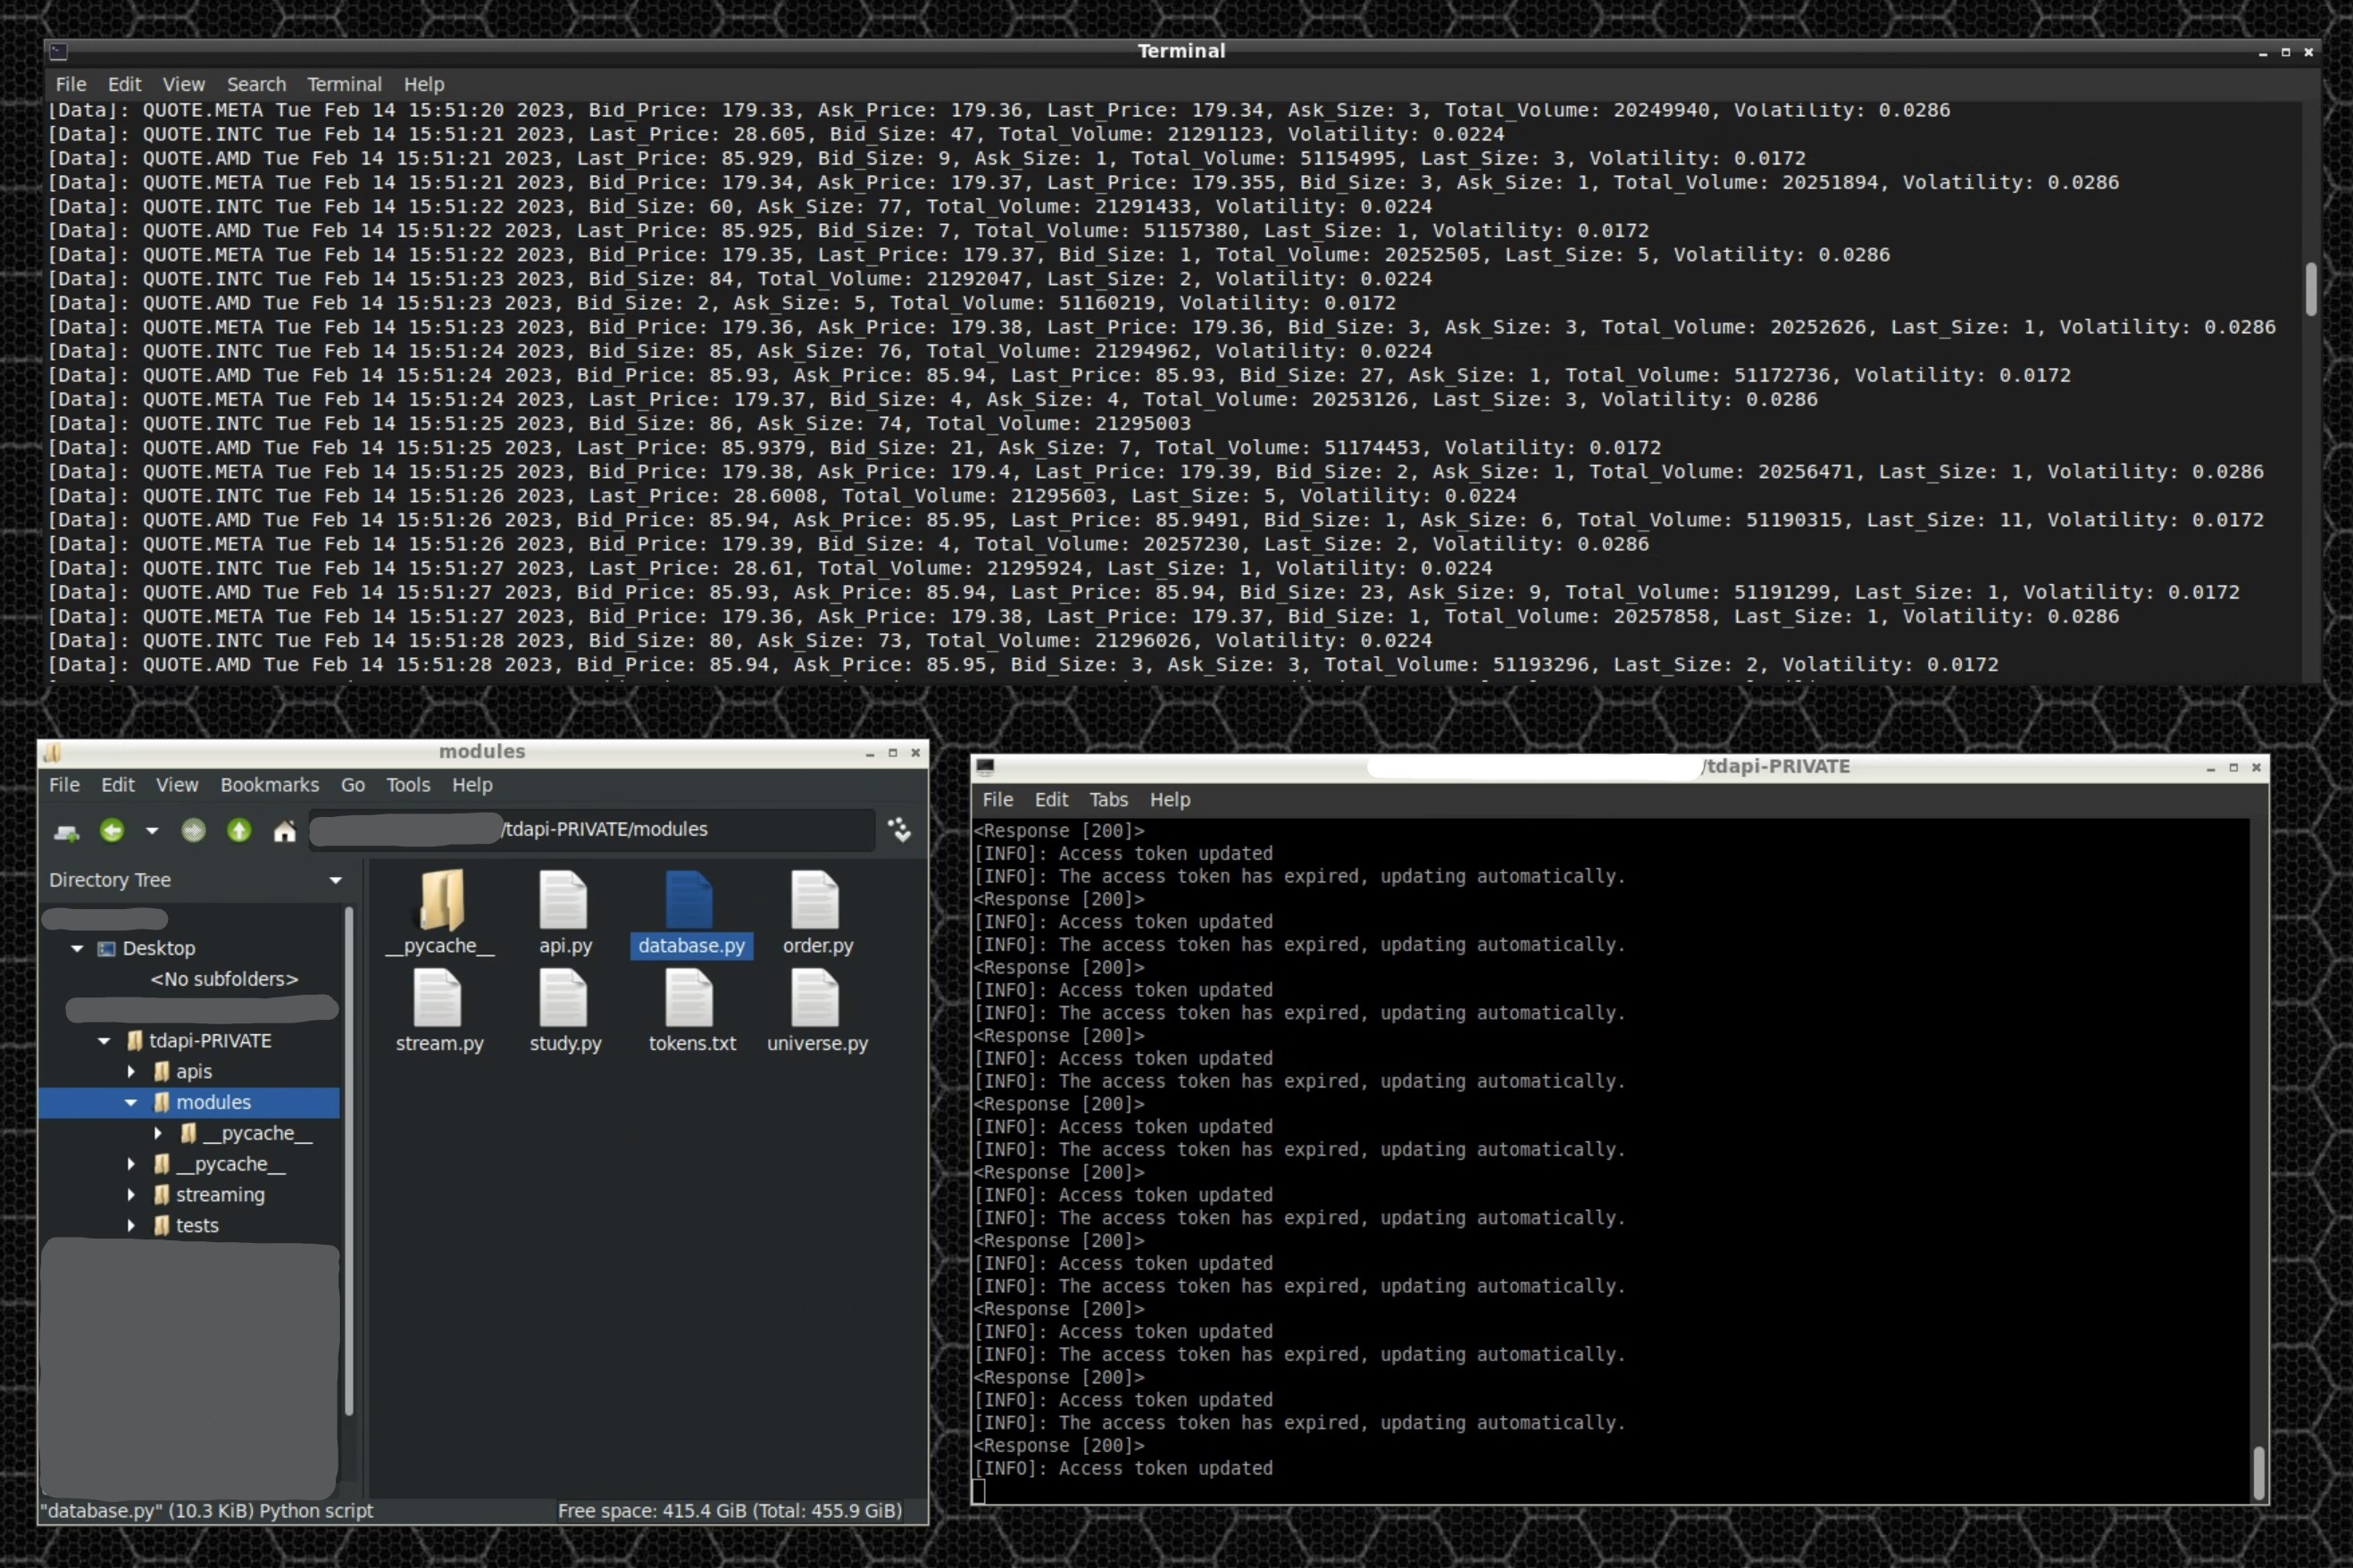 Terminal
File Edit View Search Terminal Help
[Data]: QUOTE.META Tue Feb 14 15:51:20 2023, Bid_Price: 179.33, Ask_Price: 179.36, Last_Price: 179.34, Ask_Size: 3, Total_Volume: 20249940, Volatility: 0.0286
[Data]: QUOTE.INTC Tue Feb 14 15:51:21 2023, Last_Price: 28.605, Bid_Size: 47, Total_Volume: 21291123, Volatility: 0.0224
[Data]: QUOTE.AMD Tue Feb 14 15:51:21 2023, Last_Price: 85.929, Bid_Size: 9, Ask_Size: 1, Total_Volume: 51154995, Last_Size: 3, Volatility: 0.0172
[Data]: QUOTE.META Tue Feb 14 15:51:21 2023, Bid_Price: 179.34, Ask_Price: 179.37, Last_Price: 179.355, Bid_Size: 3, Ask_Size: 1, Total_Volume: 20251894, Volatility: 0.0286
[Data]: QUOTE.INTC Tue Feb 14 15:51:22 2023, Bid_Size: 60, Ask_Size: 77, Total_Volume: 21291433, Volatility: 0.0224
[Data]: QUOTE.AMD Tue Feb 14 15:51:22 2023, Last_Price: 85.925, Bid_Size: 7, Total_Volume: 51157380, Last_Size: 1, Volatility: 0.0172
[Data]: QUOTE.META Tue Feb 14 15:51:22 2023, Bid_Price: 179.35, Last_Price: 179.37, Bid_Size: 1, Total_Volume: 20252505, Last_Size: 5, Volatility: 0.0286
[Data]: QUOTE.INTC Tue Feb 14 15:51:23 2023, Bid_Size: 84, Total_Volume: 21292047, Last_Size: 2, Volatility: 0.0224
[Data]: QUOTE.AMD Tue Feb 14 15:51:23 2023, Bid_Size: 2, Ask_Size: 5, Total_Volume: 51160219, Volatility: 0.0172
[Data]: QUOTE.META Tue Feb 14 15:51:23 2023, Bid_Price: 179.36, Ask_Price: 179.38, Last_Price: 179.36, Bid_Size: 3, Ask_Size: 3, Total_Volume: 20252626, Last_Size: 1, Volatility: 0.0286
[Data]: QUOTE.INTC Tue Feb 14 15:51:24 2023, Bid_Size: 85, Ask_Size: 76, Total_Volume: 21294962, Volatility: 0.0224
[Data]: QUOTE.AMD Tue Feb 14 15:51:24 2023, Bid_Price: 85.93, Ask_Price: 85.94, Last_Price: 85.93, Bid_Size: 27, Ask_Size: 1, Total_Volume: 51172736, Volatility: 0.0172
[Data]: QUOTE.META Tue Feb 14 15:51:24 2023, Last_Price: 179.37, Bid_Size: 4, Ask_Size: 4, Total_Volume: 20253126, Last_Size: 3, Volatility: 0.0286
[Data]: QUOTE.INTC Tue Feb 14 15:51:25 2023, Bid_Size: 86, Ask_Size: 74, Total_Volume: 21295003
[Data]: QUOTE.AMD Tue Feb 14 15:51:25 2023, Last_Price: 85.9379, Bid_Size: 21, Ask_Size: 7, Total_Volume: 51174453, Volatility: 0.0172
[Data]: QUOTE.META Tue Feb 14 15:51:25 2023, Bid_Price: 179.38, Ask_Price: 179.4, Last_Price: 179.39, Bid_Size: 2, Ask_Size: 1, Total_Volume: 20256471, Last_Size: 1, Volatility: 0.0286
[Data]: QUOTE.INTC Tue Feb 14 15:51:26 2023, Last_Price: 28.6008, Total_Volume: 21295603, Last_Size: 5, Volatility: 0.0224
[Data]: QUOTE.AMD Tue Feb 14 15:51:26 2023, Bid_Price: 85.94, Ask_Price: 85.95, Last_Price: 85.9491, Bid_Size: 1, Ask_Size: 6, Total_Volume: 51190315, Last_Size: 11, Volatility: 0.0172
[Data]: QUOTE.META Tue Feb 14 15:51:26 2023, Bid_Price: 179.39, Bid_Size: 4, Total_Volume: 20257230, Last_Size: 2, Volatility: 0.0286
[Data]: QUOTE.INTC Tue Feb 14 15:51:27 2023, Last_Price: 28.61, Total_Volume: 21295924, Last_Size: 1, Volatility: 0.0224
[Data]: QUOTE.AMD Tue Feb 14 15:51:27 2023, Bid_Price: 85.93, Ask_Price: 85.94, Last_Price: 85.94, Bid_Size: 23, Ask_Size: 9, Total_Volume: 51191299, Last_Size: 1, Volatility: 0.0172
[Data]: QUOTE.META Tue Feb 14 15:51:27 2023, Bid_Price: 179.36, Ask_Price: 179.38, Last_Price: 179.37, Bid_Size: 1, Total_Volume: 20257858, Last_Size: 1, Volatility: 0.0286
[Data]: QUOTE.INTC Tue Feb 14 15:51:28 2023, Bid_Size: 80, Ask_Size: 73, Total_Volume: 21296026, Volatility: 0.0224
[Data]: QUOTE.AMD Tue Feb 14 15:51:28 2023, Bid_Price: 85.94, Ask_Price: 85.95, Bid_Size: 3, Ask_Size: 3, Total_Volume: 51193296, Last_Size: 2, Volatility: 0.0172
modules
File Edit View Bookmarks Go Tools Help
/tdapi-PRIVATE/modules
Directory Tree
Desktop
<No subfolders>
tdapi-PRIVATE
apis
modules
__pycache__
__pycache__
streaming
tests
__pycache__ api.py database.py order.py
stream.py study.py tokens.txt universe.py
"database.py" (10.3 KiB) Python script Free space: 415.4 GiB (Total: 455.9 GiB)
/tdapi-PRIVATE
File Edit Tabs Help
<Response [200]>
[INFO]: Access token updated
[INFO]: The access token has expired, updating automatically.
<Response [200]>
[INFO]: Access token updated
[INFO]: The access token has expired, updating automatically.
<Response [200]>
[INFO]: Access token updated
[INFO]: The access token has expired, updating automatically.
<Response [200]>
[INFO]: Access token updated
[INFO]: The access token has expired, updating automatically.
<Response [200]>
[INFO]: Access token updated
[INFO]: The access token has expired, updating automatically.
<Response [200]>
[INFO]: Access token updated
[INFO]: The access token has expired, updating automatically.
<Response [200]>
[INFO]: Access token updated
[INFO]: The access token has expired, updating automatically.
<Response [200]>
[INFO]: Access token updated
[INFO]: The access token has expired, updating automatically.
<Response [200]>
[INFO]: Access token updated
[INFO]: The access token has expired, updating automatically.
<Response [200]>
[INFO]: Access token updated